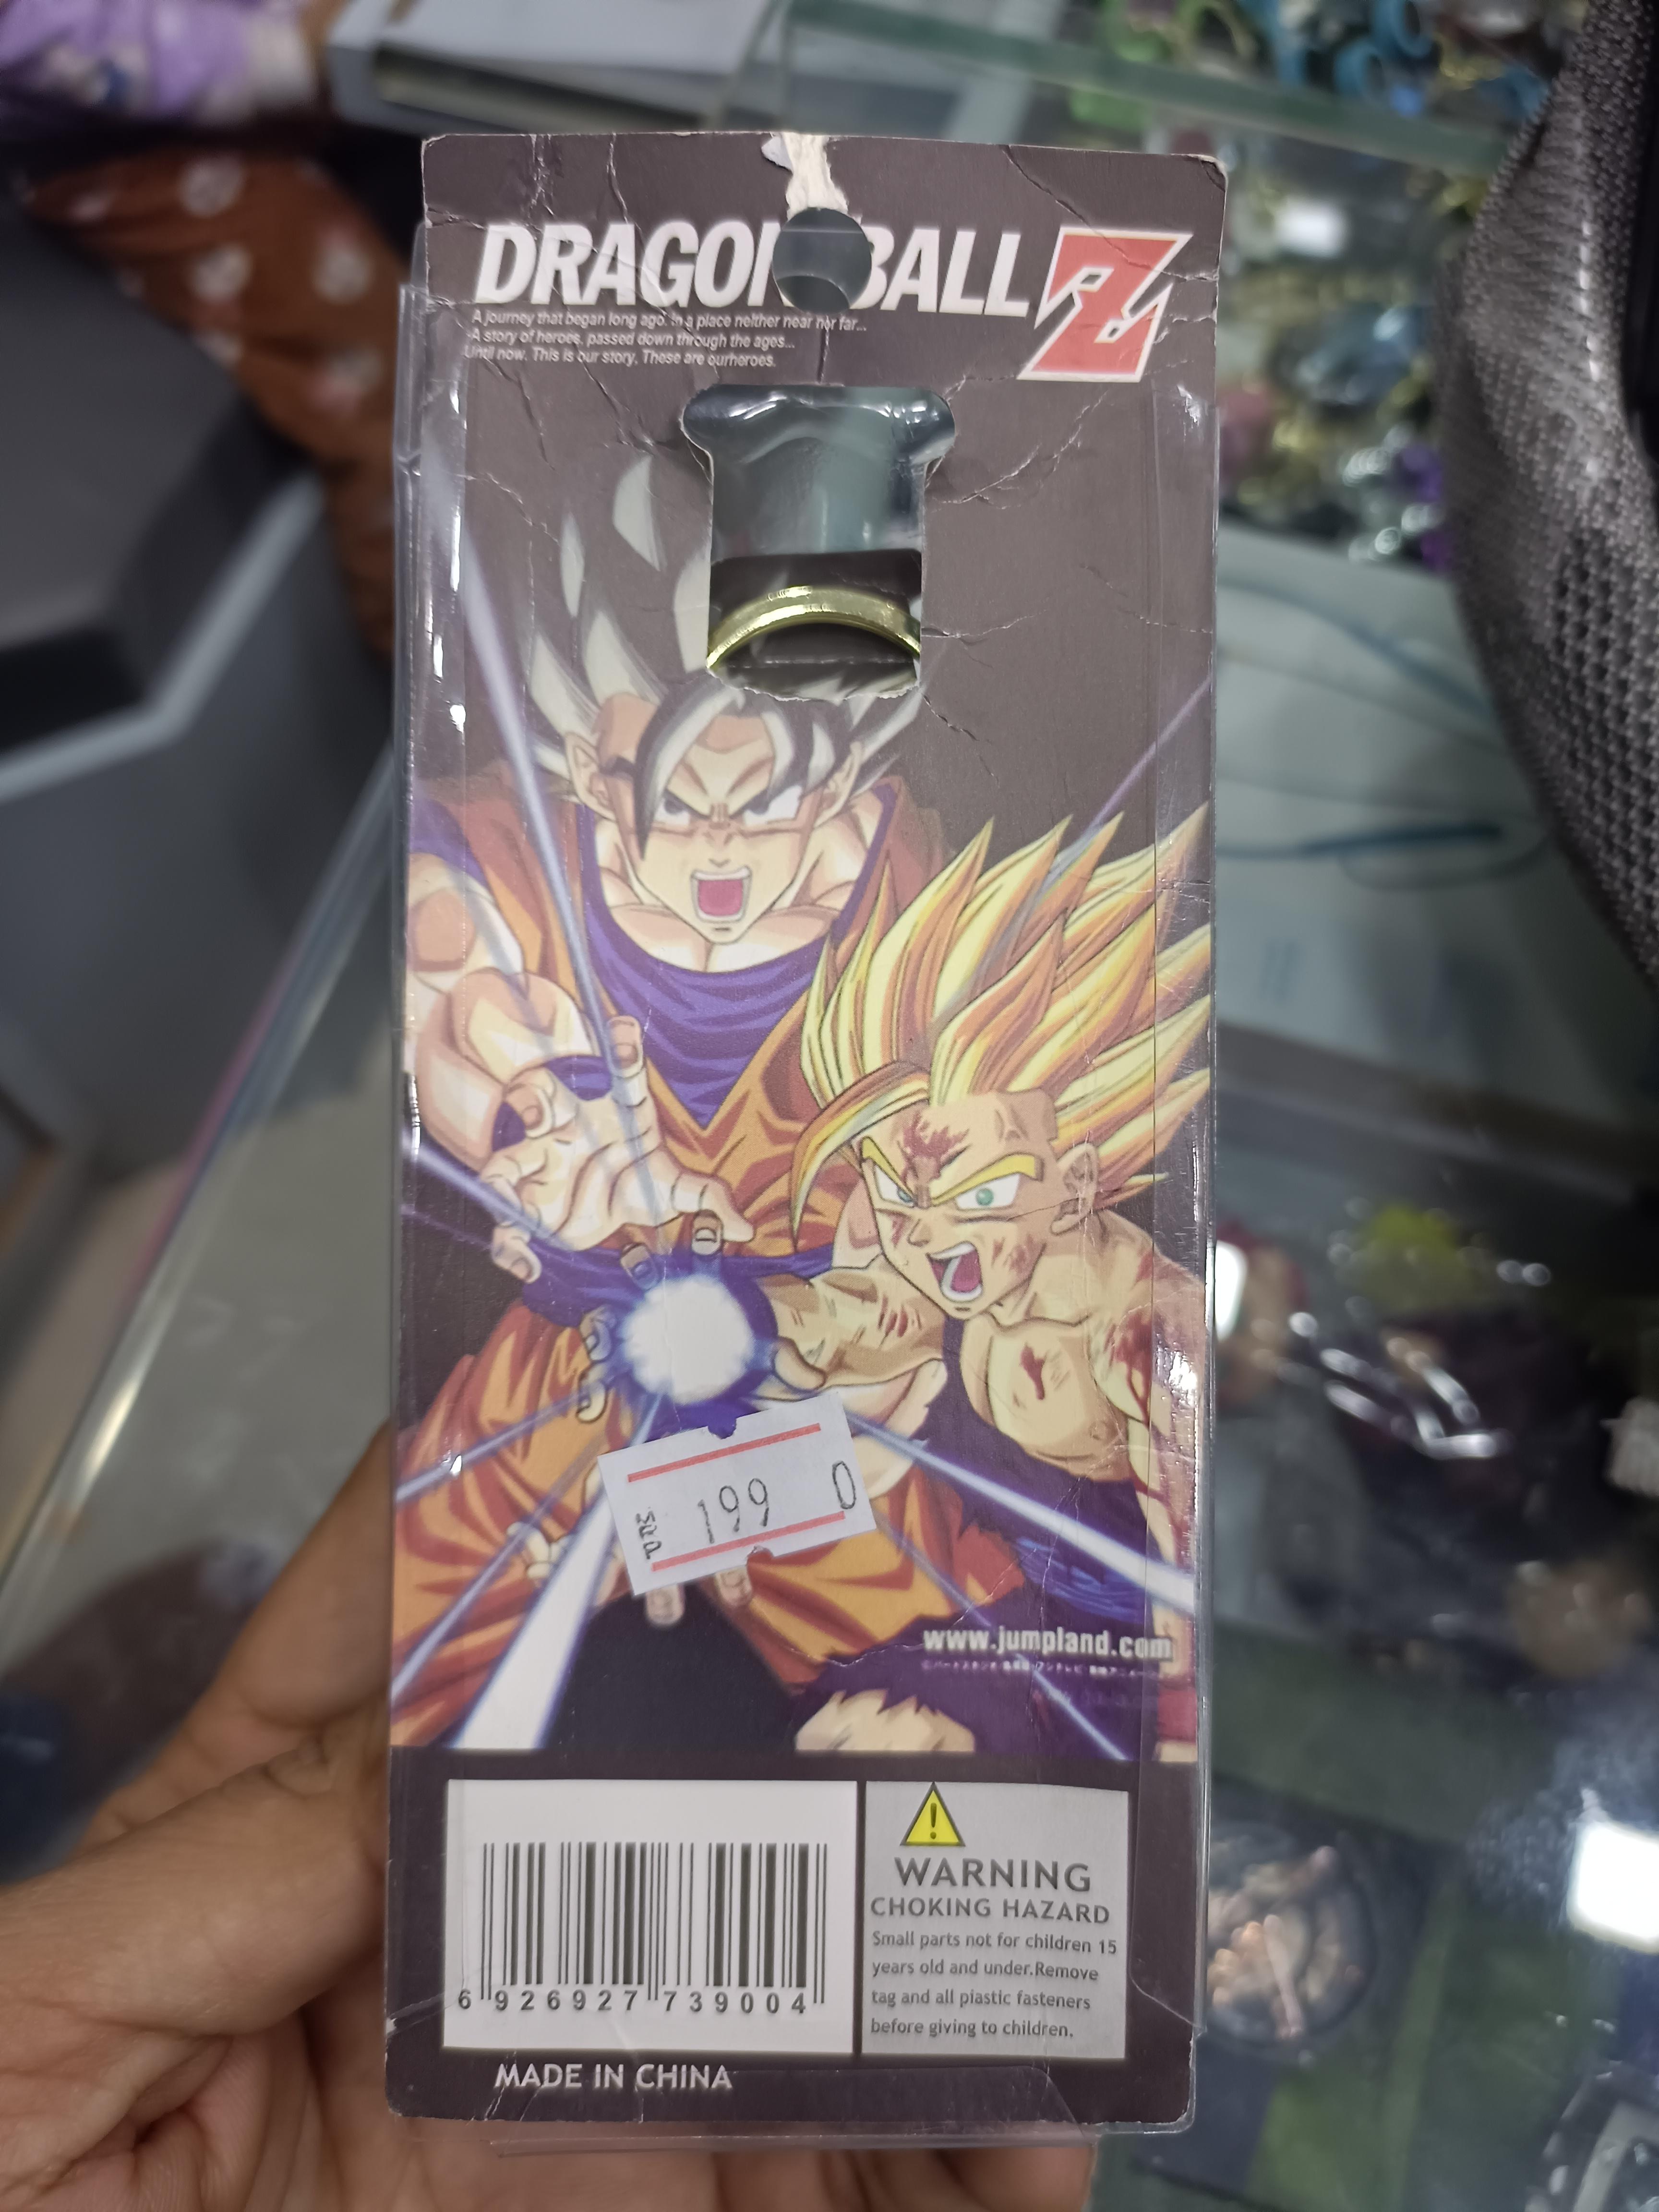 DRAGON BALL Z
A journey that began long ago. In a place neither near nor far...
A story of heroes, passed down through the ages...
Until now. This is our story. These are ourheroes.
199 0
www.jumpland.com
WARNING
CHOKING HAZARD
Small parts not for children 15
years old and under.Remove
tag and all plastic fasteners
before giving to children.
6 926927 739004
MADE IN CHINA